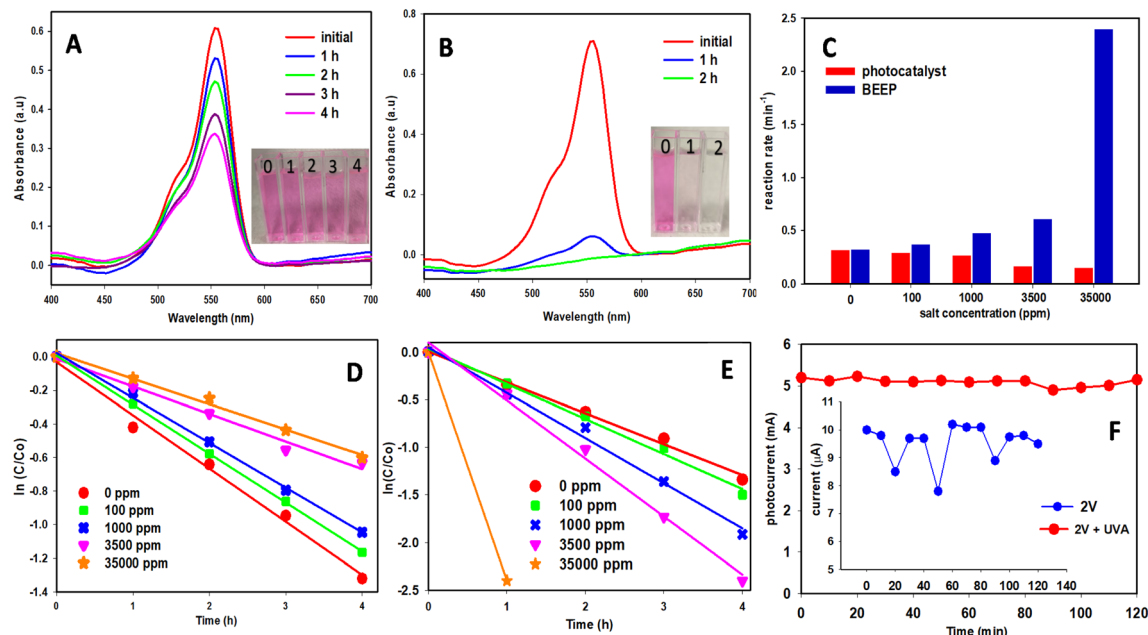 A
initial
1 h
2 h
3 h
4 h
0 1 2 3 4
Absorbance (a.u)
0.6
0.5
0.4
0.3
0.2
0.1
0.0
400 450 500 550 600 650 700
Wavelength (nm)
B
initial
1 h
2 h
0 1 2
Absorbance (a.u)
0.8
0.6
0.4
0.2
0.0
400 450 500 550 600 650 700
Wavelength (nm)
C
photocatalyst
BEEP
reaction rate (min⁻¹)
2.5
2.0
1.5
1.0
0.5
0.0
0 100 1000 3500 35000
salt concentration (ppm)
D
0 ppm
100 ppm
1000 ppm
3500 ppm
35000 ppm
ln (C/Co)
0.0
-0.2
-0.4
-0.6
-0.8
-1.0
-1.2
-1.4
0 1 2 3 4
Time (h)
E
0 ppm
100 ppm
1000 ppm
3500 ppm
35000 ppm
ln(C/Co)
0.0
-0.5
-1.0
-1.5
-2.0
-2.5
0 1 2 3 4
Time (h)
F
2V
2V + UVA
photocurrent (mA)
6
5
4
3
2
1
0
0 20 40 60 80 100 120
Time (min)
current (µA)
11
10
9
8
7
6
5
0 20 40 60 80 100 120 140